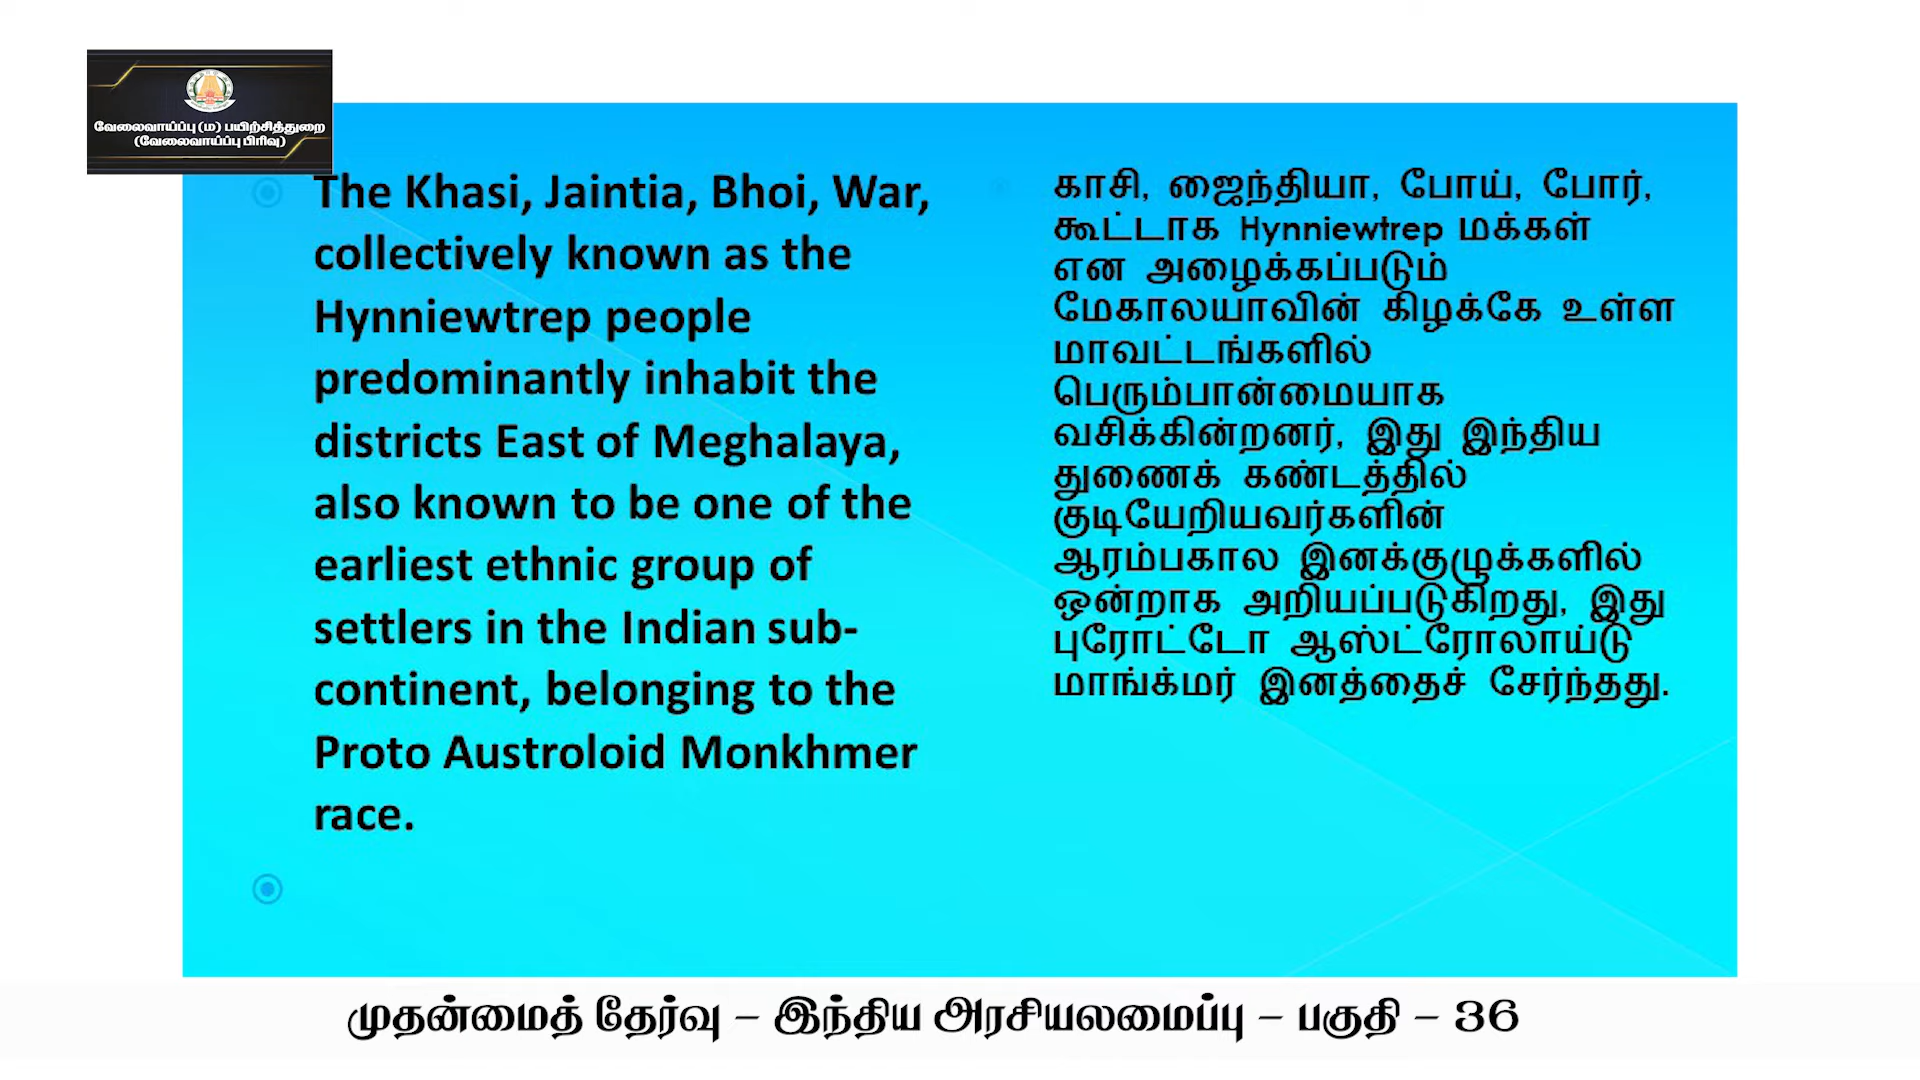 வேலைவாய்ப்பு (ம) பயிற்சித்துறை
(வேலைவாய்ப்பு பிரிவு)
The Khasi, Jaintia, Bhoi, War,
collectively known as the
Hynniewtrep people
predominantly inhabit the
districts East of Meghalaya,
also known to be one of the
earliest ethnic group of
settlers in the Indian sub-
continent, belonging to the
Proto Austroloid Monkhmer
race.
காசி, ஜைந்தியா, போய், போர்,
கூட்டாக Hynniewtrep மக்கள்
என அழைக்கப்படும்
மேகாலயாவின் கிழக்கே உள்ள
மாவட்டங்களில்
பெரும்பான்மையாக
வசிக்கின்றனர், இது இந்திய
துணைக் கண்டத்தில்
குடியேறியவர்களின்
ஆரம்பகால இனக்குழுக்களில்
ஒன்றாக அறியப்படுகிறது, இது
புரோட்டோ ஆஸ்ட்ரோலாய்டு
மாங்க்மர் இனத்தைச் சேர்ந்தது.
முதன்மைத் தேர்வு – இந்திய அரசியலமைப்பு – பகுதி – 36